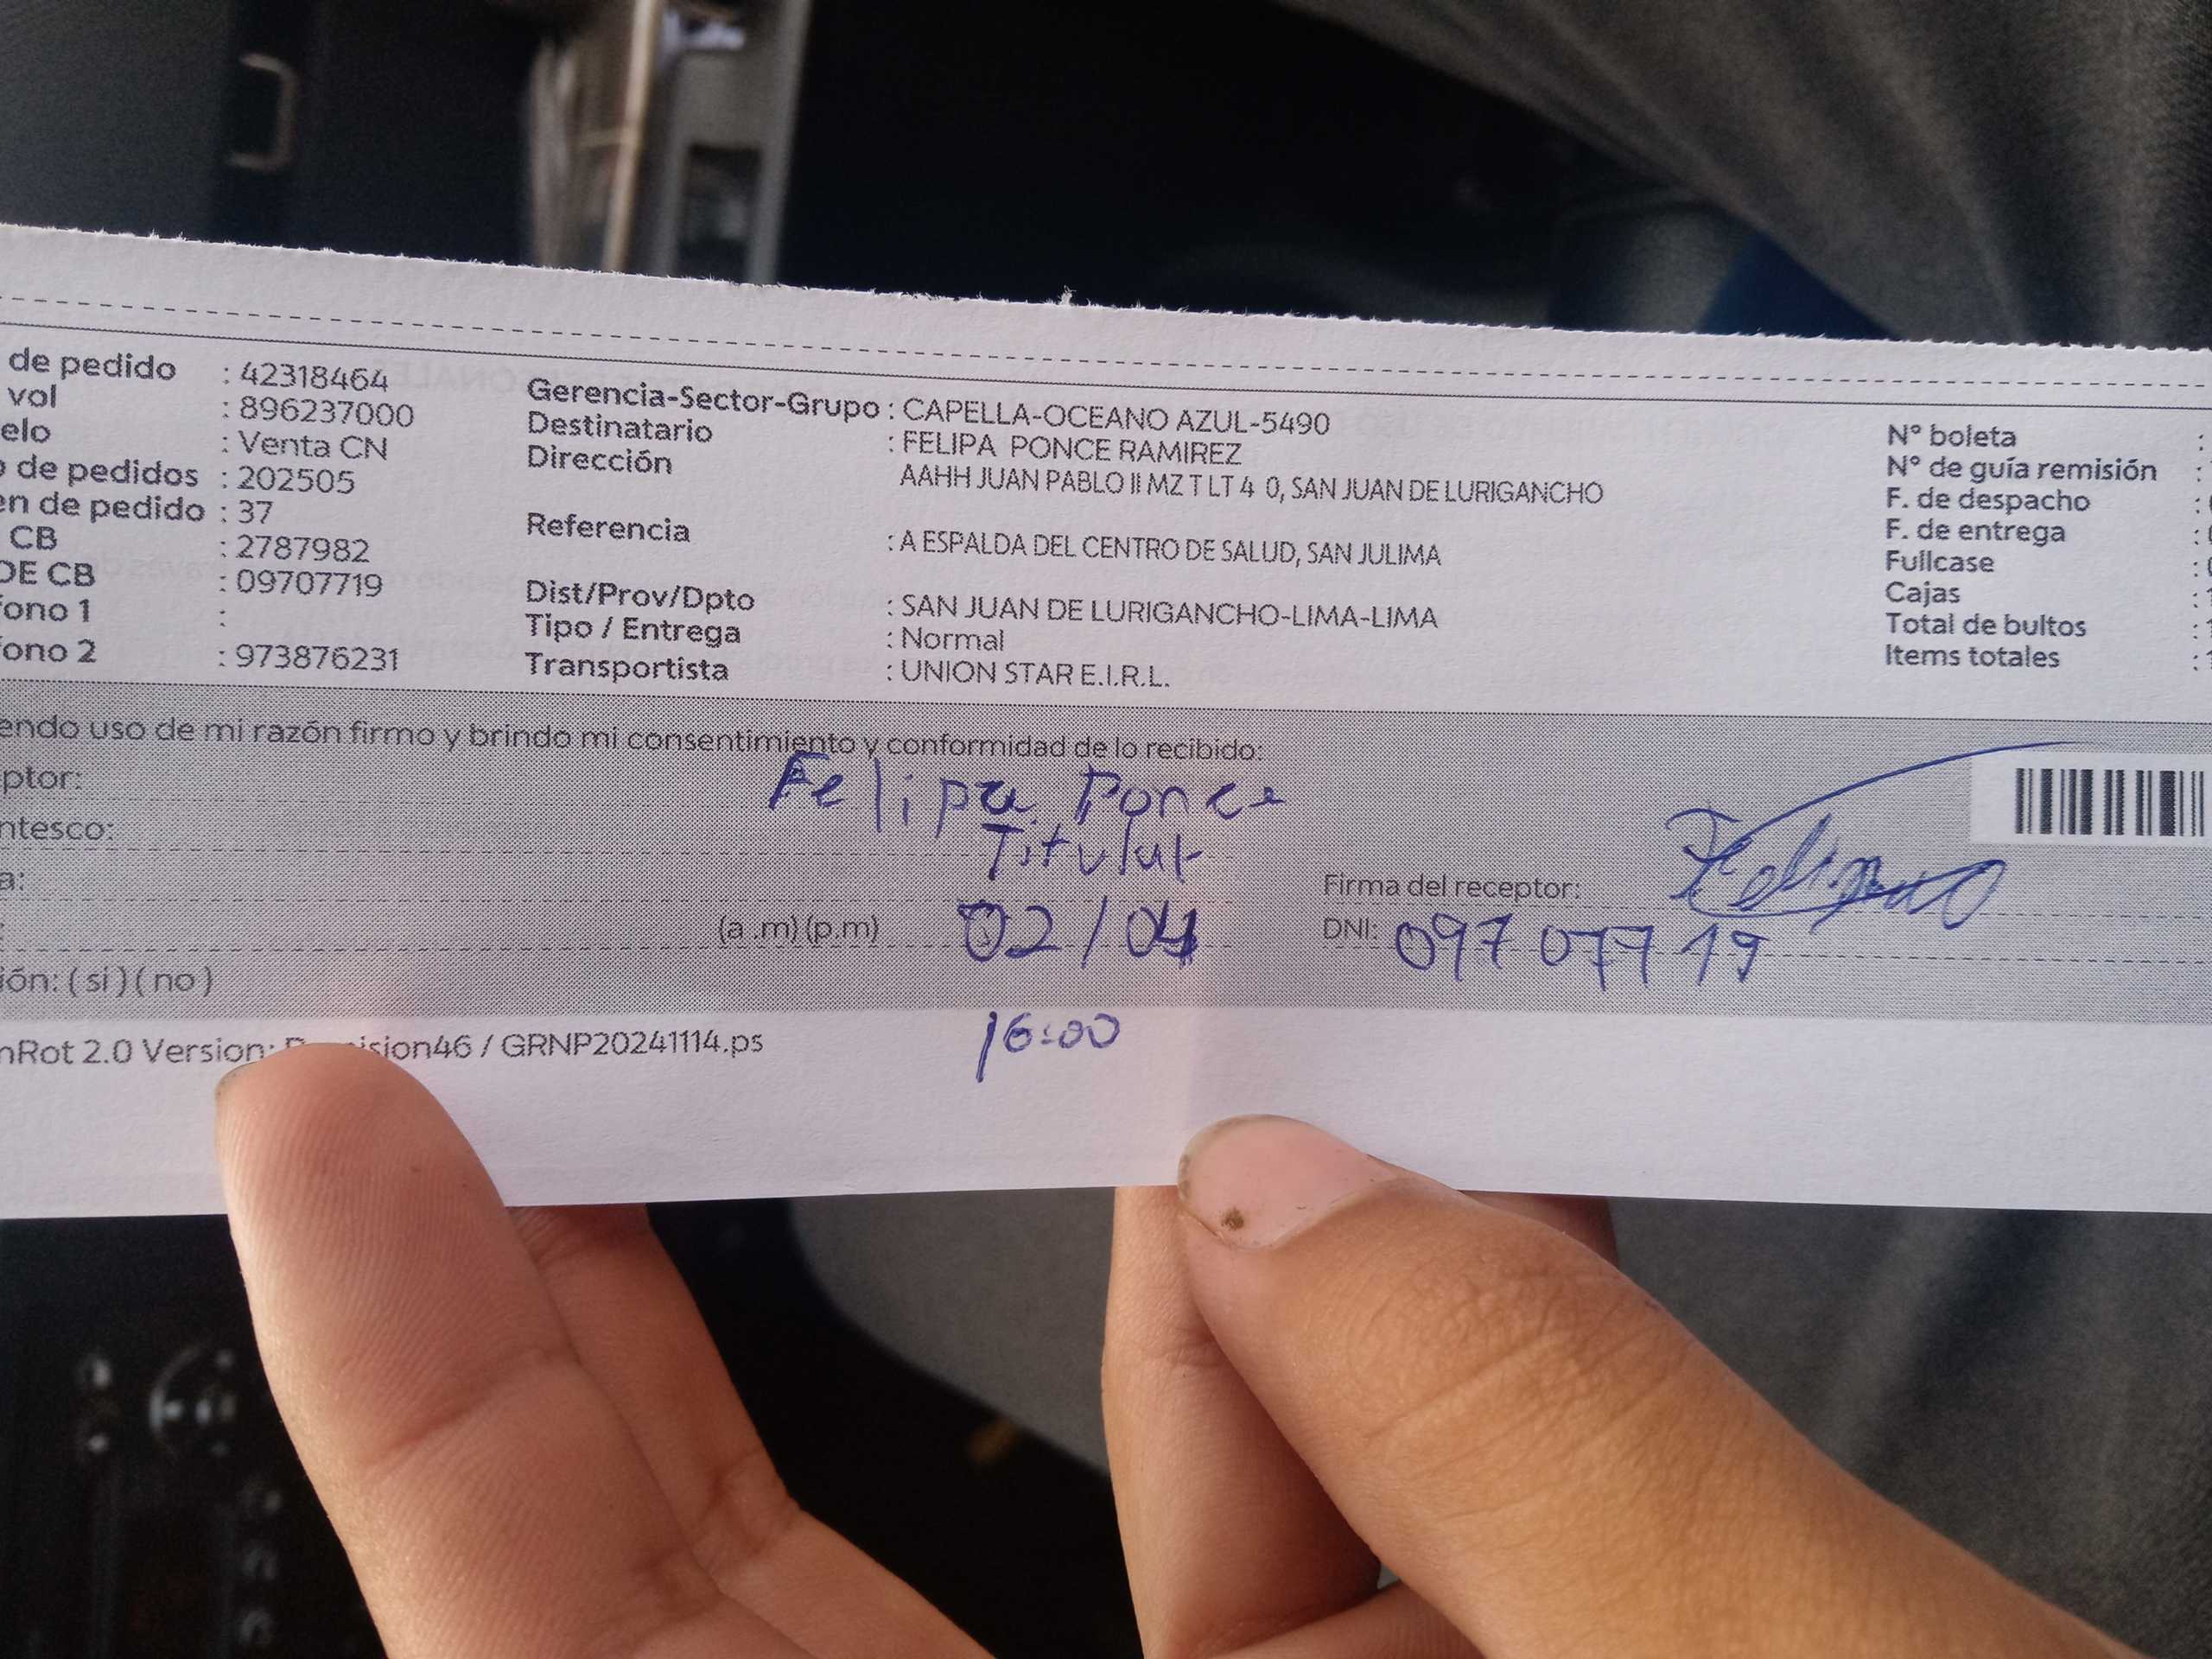 de pedido : 42318464
vol : 896237000
elo : Venta CN
o de pedidos : 202505
en de pedido : 37
CB : 2787982
DE CB : 09707719
fono 1 :
fono 2 : 973876231
Gerencia-Sector-Grupo : CAPELLA-OCEANO AZUL-5490
Destinatario : FELIPA PONCE RAMIREZ
Dirección AAHH JUAN PABLO II MZ T LT 4 0, SAN JUAN DE LURIGANCHO
Referencia : A ESPALDA DEL CENTRO DE SALUD, SAN JULIMA
Dist/Prov/Dpto : SAN JUAN DE LURIGANCHO-LIMA-LIMA
Tipo / Entrega : Normal
Transportista : UNION STAR E.I.R.L.
N° boleta :
N° de guía remisión :
F. de despacho :
F. de entrega :
Fullcase :
Cajas :
Total de bultos :
Items totales :
endo uso de mi razón firmo y brindo mi consentimiento y conformidad de lo recibido:
ptor: Felipa Ponce
ntesco: Titular
a: 02/04
(a .m) (p.m)
Firma del receptor:
DNI: 09707719
ión: ( si ) ( no )
nRot 2.0 Version: ision46 / GRNP20241114.ps
16:00